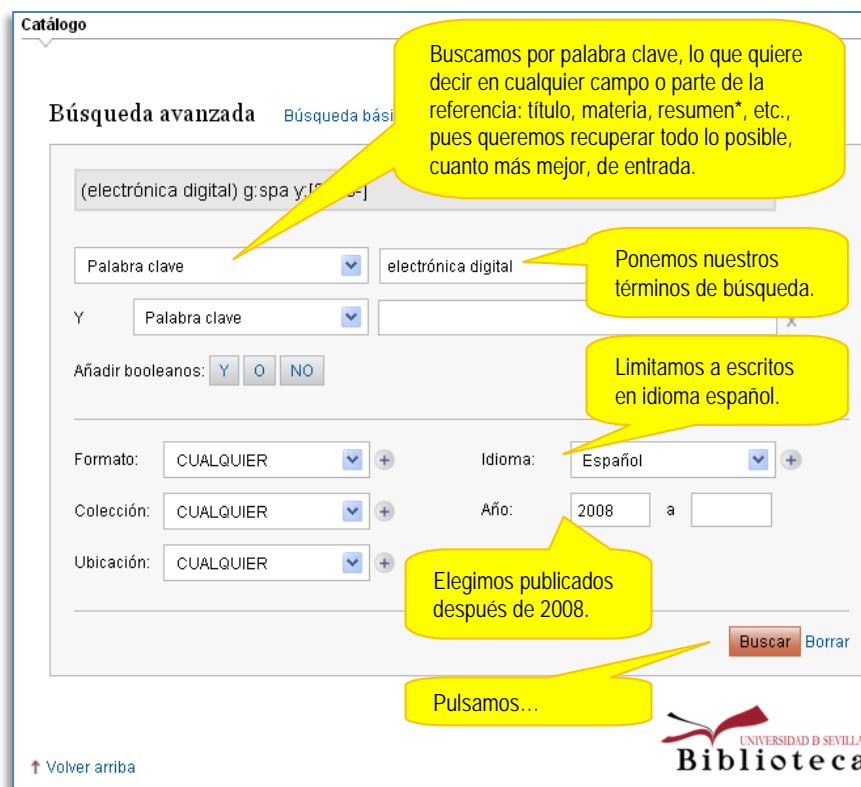 Catálogo
Buscamos por palabra clave, lo que quiere
decir en cualquier campo o parte de la
referencia: título, materia, resumen*, etc.,
pues queremos recuperar todo lo posible,
cuanto más mejor, de entrada.
Búsqueda avanzada Búsqueda bási
(electrónica digital) g:spa y:[
Palabra clave electrónica digital
Ponemos nuestros
términos de búsqueda.
Y Palabra clave x
Añadir booleanos: Y O NO
Limitamos a escritos
en idioma español.
Formato: CUALQUIER Idioma: Español
Colección: CUALQUIER Año: 2008 a
Ubicación: CUALQUIER
Elegimos publicados
después de 2008.
Buscar Borrar
Pulsamos…
UNIVERSIDAD D SEVILLA
Biblioteca
Volver arriba